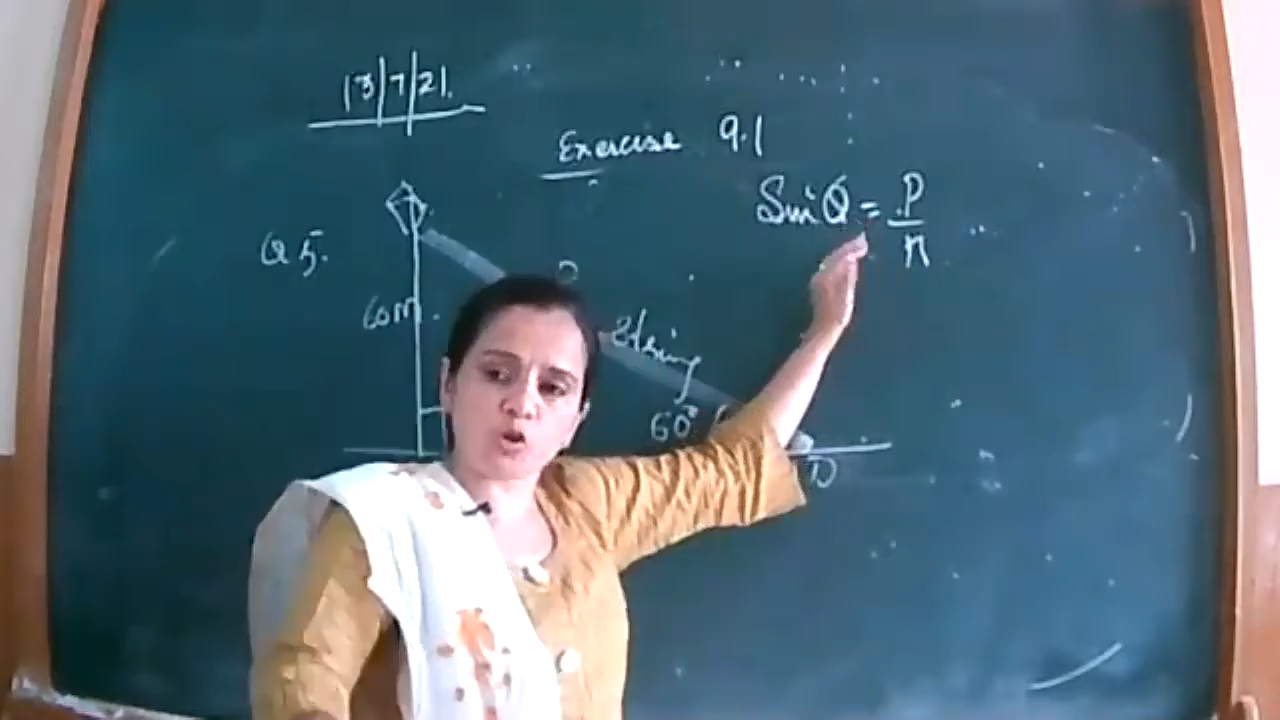 13/7/21.
Exercise 9.1
Sin θ = P/h
Q 5.
60m.
String
60°